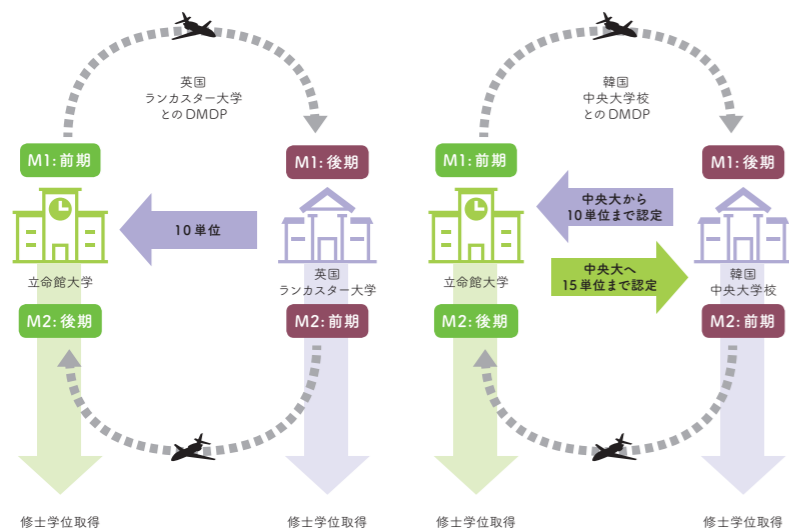 英国
ランカスター大学
とのDMDP
M1:前期
M1:後期
10単位
立命館大学
英国
ランカスター大学
M2:後期
M2:前期
修士学位取得
修士学位取得
韓国
中央大学校
とのDMDP
M1:前期
M1:後期
中央大から
10単位まで認定
中央大へ
15単位まで認定
立命館大学
韓国
中央大学校
M2:後期
M2:前期
修士学位取得
修士学位取得